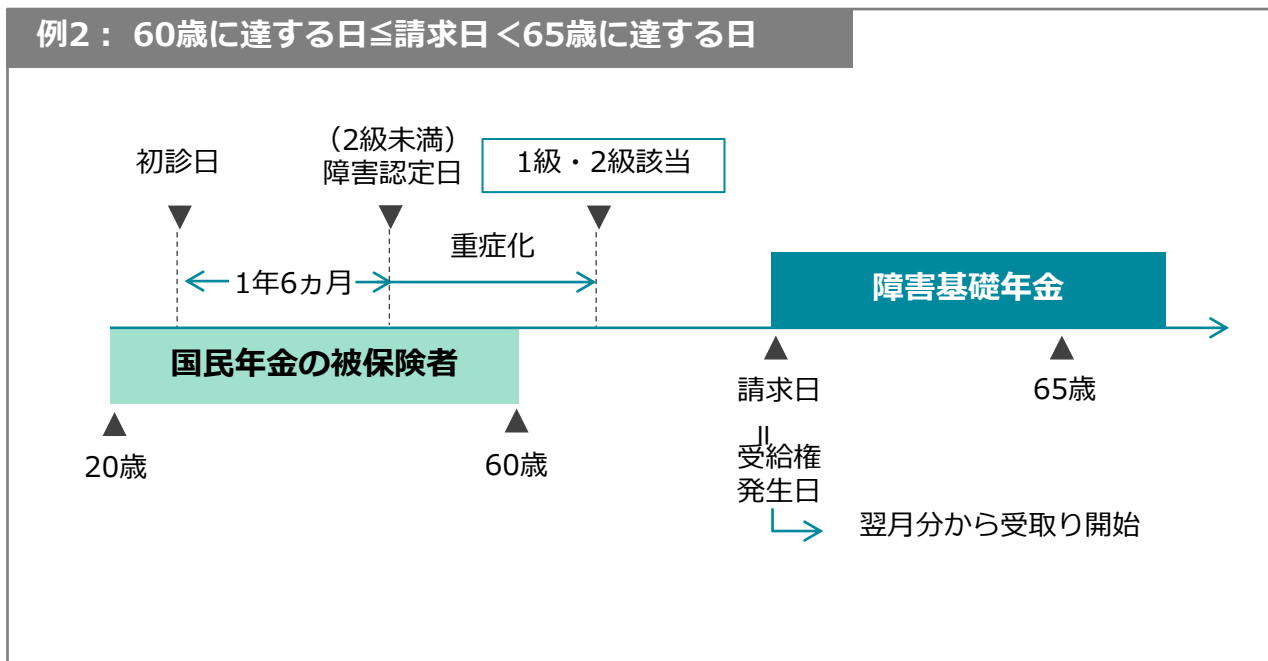 例2： 60歳に達する日≦請求日＜65歳に達する日
初診日
（2級未満）
障害認定日
1級・2級該当
重症化
1年6ヵ月
障害基礎年金
国民年金の被保険者
20歳
60歳
請求日
||
受給権
発生日
65歳
翌月分から受取り開始